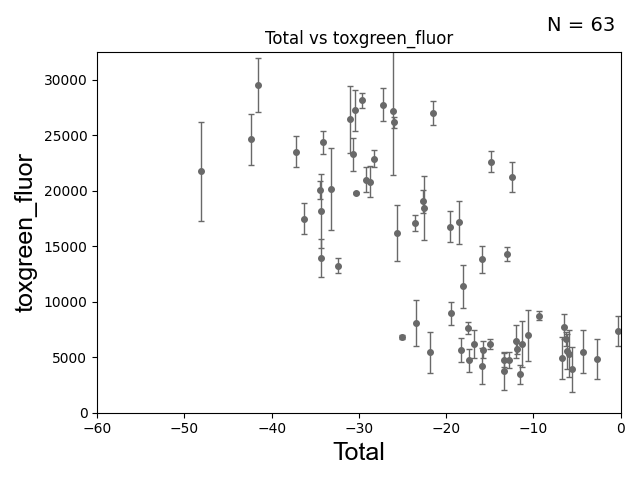 N = 63
Total vs toxgreen_fluor
toxgreen_fluor
30000
25000
20000
15000
10000
5000
0
−60 −50 −40 −30 −20 −10 0
Total